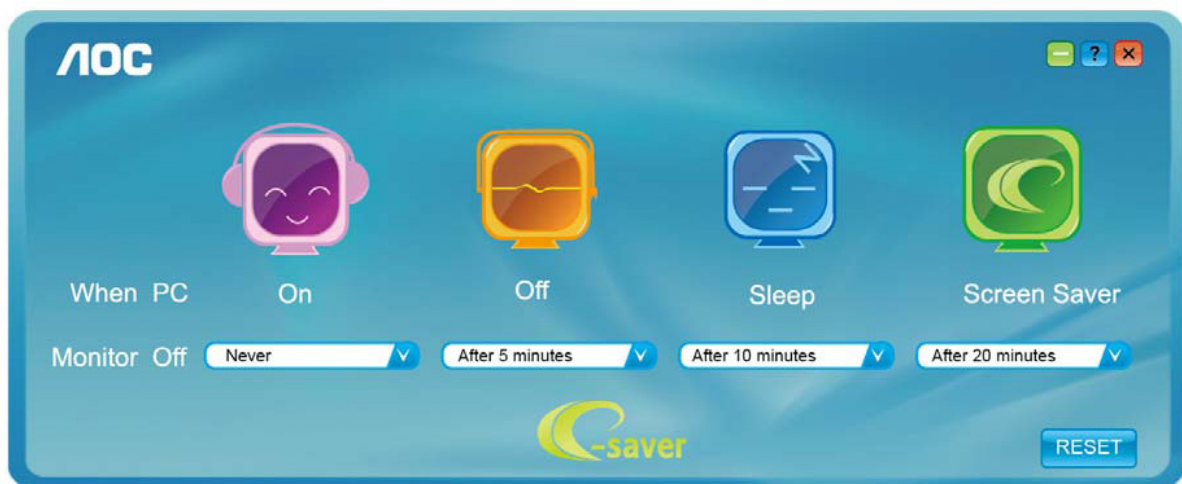 AOC
?
When PC On Off Sleep Screen Saver
Monitor Off Never After 5 minutes After 10 minutes After 20 minutes
e-saver
RESET